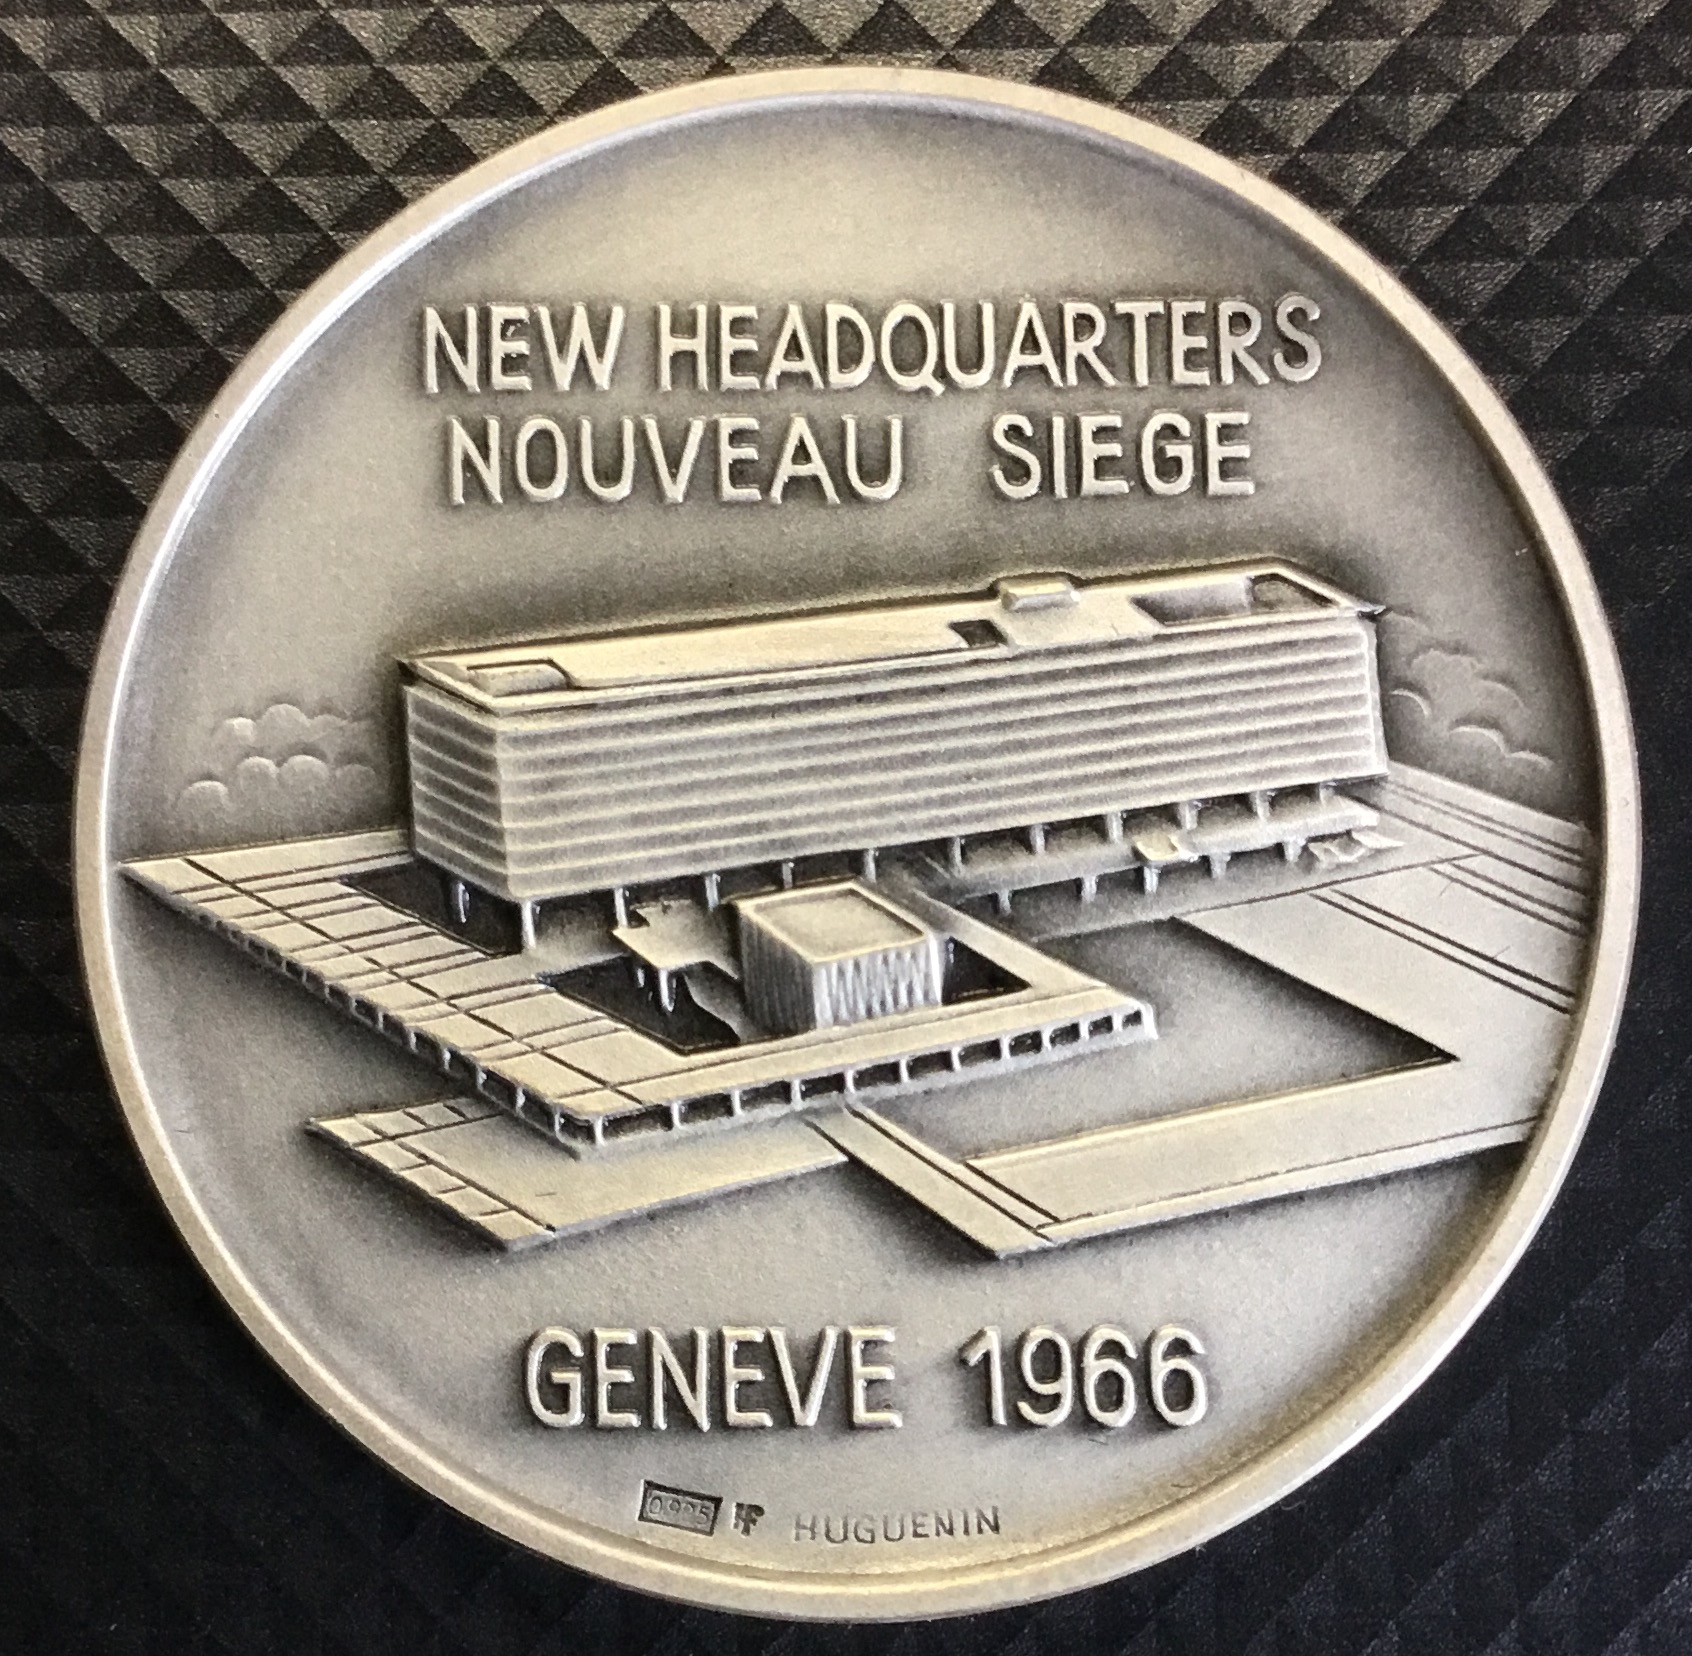 NEW HEADQUARTERS
NOUVEAU SIEGE
GENEVE 1966
0.925 HF HUGUENIN